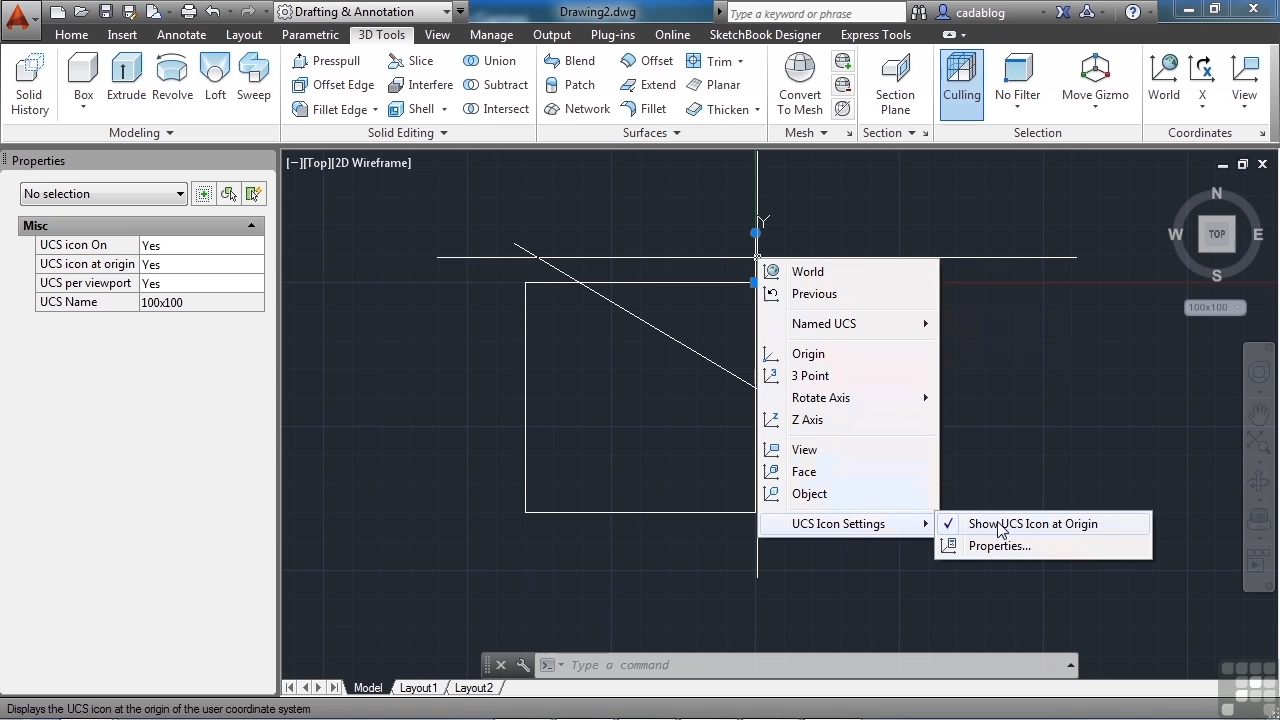 Drafting & Annotation
Drawing2.dwg
Type a keyword or phrase
cadablog
Home Insert Annotate Layout Parametric 3D Tools View Manage Output Plug-ins Online SketchBook Designer Express Tools
Solid History
Box
Extrude
Revolve
Loft
Sweep
Modeling
Presspull
Offset Edge
Fillet Edge
Slice
Interfere
Shell
Union
Subtract
Intersect
Solid Editing
Blend
Patch
Network
Offset
Extend
Fillet
Trim
Planar
Thicken
Surfaces
Convert To Mesh
Mesh
Section Plane
Section
Culling
No Filter
Move Gizmo
Selection
World
X
View
Coordinates
Properties
No selection
Misc
UCS icon On Yes
UCS icon at origin Yes
UCS per viewport Yes
UCS Name 100x100
[−][Top][2D Wireframe]
Y
N
W TOP E
S
100x100
World
Previous
Named UCS
Origin
3 Point
Rotate Axis
Z Axis
View
Face
Object
UCS Icon Settings
Show UCS Icon at Origin
Properties...
Type a command
Model Layout1 Layout2
Displays the UCS icon at the origin of the user coordinate system